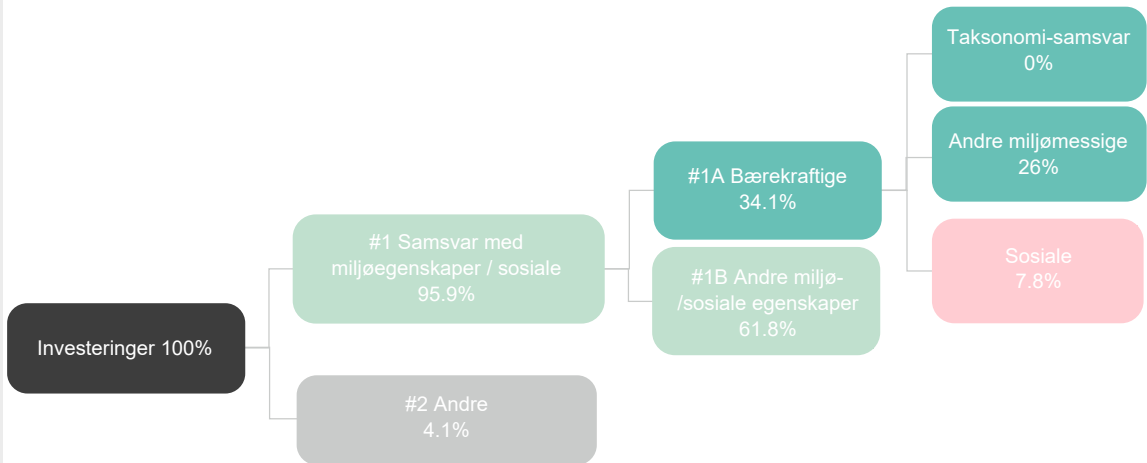 Investeringer 100%
#1 Samsvar med
miljøegenskaper / sosiale
95.9%
#2 Andre
4.1%
#1A Bærekraftige
34.1%
#1B Andre miljø-
/sosiale egenskaper
61.8%
Taksonomi-samsvar
0%
Andre miljømessige
26%
Sosiale
7.8%